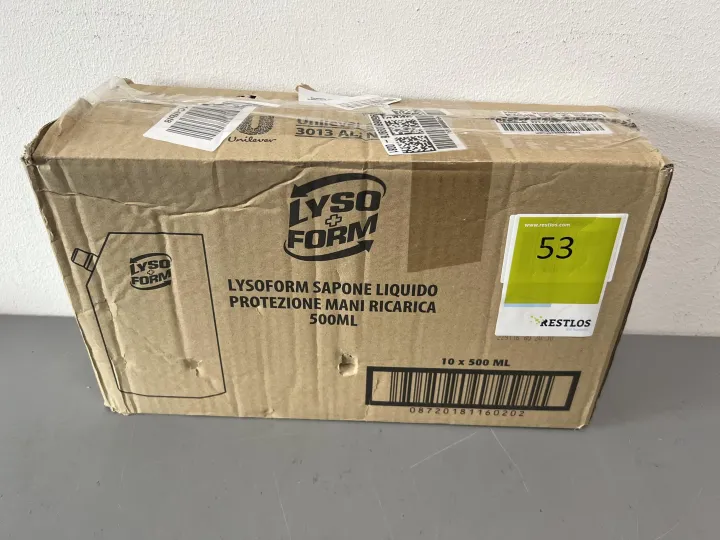 Unilever
Unilever
3013 AL
LYSO
FORM
LYSO
FORM
LYSOFORM SAPONE LIQUIDO
PROTEZIONE MANI RICARICA
500ML
www.restlos.com
53
RESTLOS
10 x 500 ML
08720181160202